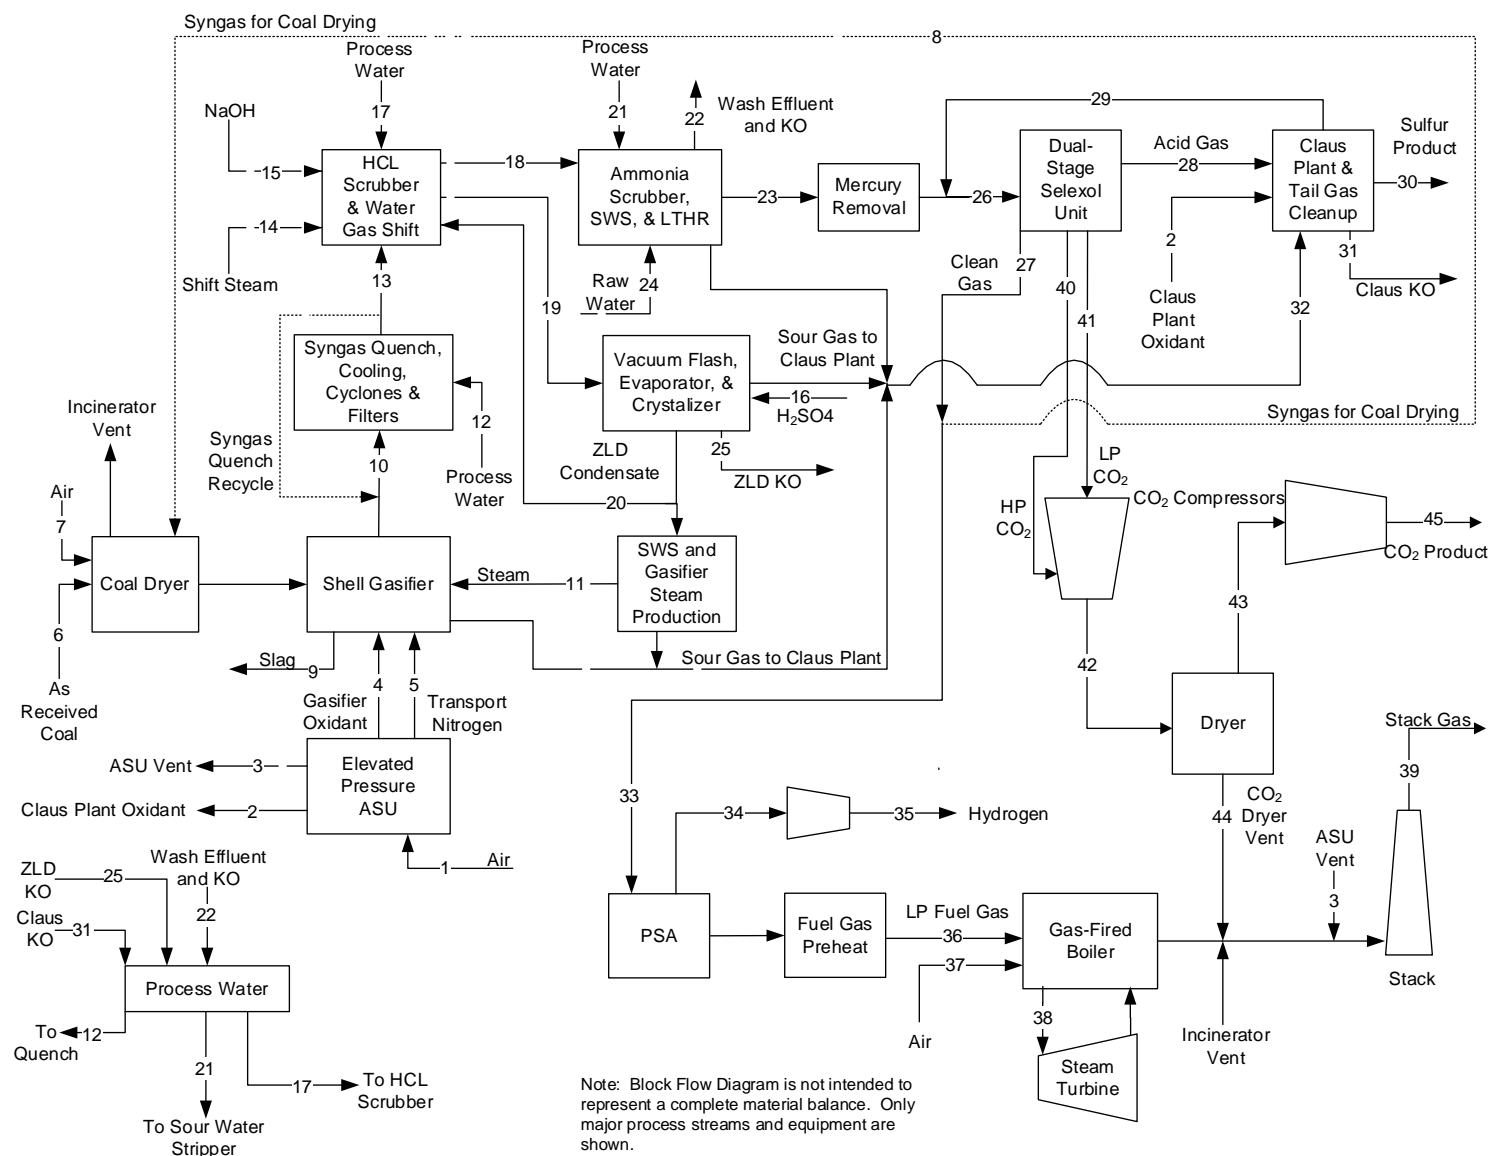 Syngas for Coal Drying
8
Process
Water
17
NaOH
15
14
Shift Steam
HCL
Scrubber
& Water
Gas Shift
13
18
19
Process
Water
21
22
Wash Effluent
and KO
Ammonia
Scrubber,
SWS, & LTHR
Raw
Water
24
23
Mercury
Removal
29
26
Dual-
Stage
Selexol
Unit
Acid Gas
28
Claus
Plant &
Tail Gas
Cleanup
Sulfur
Product
30
31
Claus KO
2
Claus
Plant
Oxidant
32
Clean
Gas
27
40
41
Syngas Quench,
Cooling,
Cyclones &
Filters
12
Process
Water
Syngas
Quench
Recycle
10
Vacuum Flash,
Evaporator, &
Crystalizer
Sour Gas to
Claus Plant
16
H2SO4
ZLD
Condensate
25
ZLD KO
20
Syngas for Coal Drying
Incinerator
Vent
Air
7
Coal Dryer
6
As
Received
Coal
Shell Gasifier
Steam
11
SWS and
Gasifier
Steam
Production
Slag
9
Sour Gas to Claus Plant
4
5
Gasifier
Oxidant
Transport
Nitrogen
LP
CO2
HP
CO2
CO2 Compressors
45
CO2 Product
43
42
Dryer
44
CO2
Dryer
Vent
ASU Vent
3
Claus Plant Oxidant
2
Elevated
Pressure
ASU
1
Air
33
34
35
Hydrogen
PSA
Fuel Gas
Preheat
LP Fuel Gas
36
37
Air
Gas-Fired
Boiler
38
Steam
Turbine
Incinerator
Vent
ASU
Vent
3
Stack Gas
39
Stack
ZLD
KO
25
Wash Effluent
and KO
22
Claus
KO
31
Process Water
To
Quench
12
21
To Sour Water
Stripper
17
To HCL
Scrubber
Note: Block Flow Diagram is not intended to
represent a complete material balance. Only
major process streams and equipment are
shown.